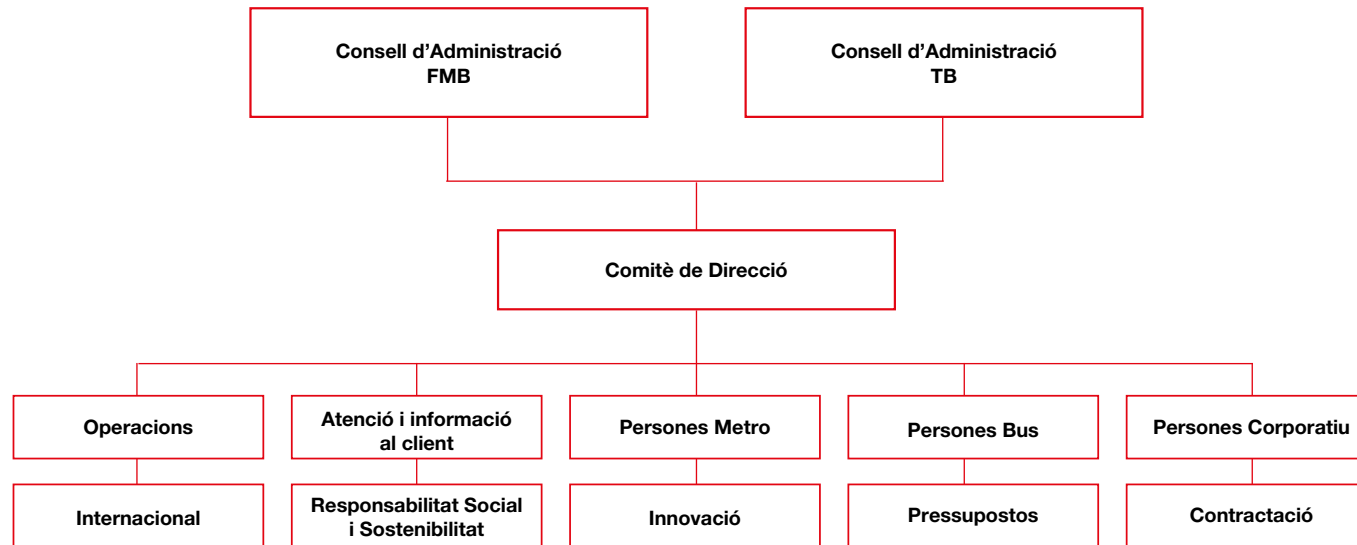 Consell d’Administració
FMB
Consell d’Administració
TB
Comitè de Direcció
Operacions
Atenció i informació
al client
Persones Metro
Persones Bus
Persones Corporatiu
Internacional
Responsabilitat Social
i Sostenibilitat
Innovació
Pressupostos
Contractació